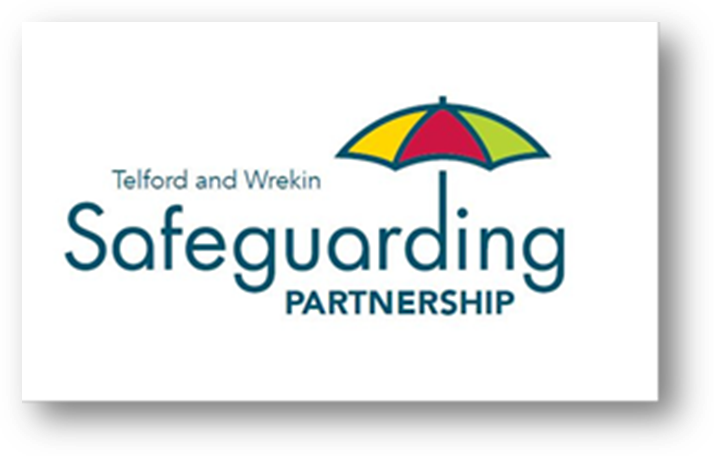 Telford and Wrekin
Safeguarding
PARTNERSHIP